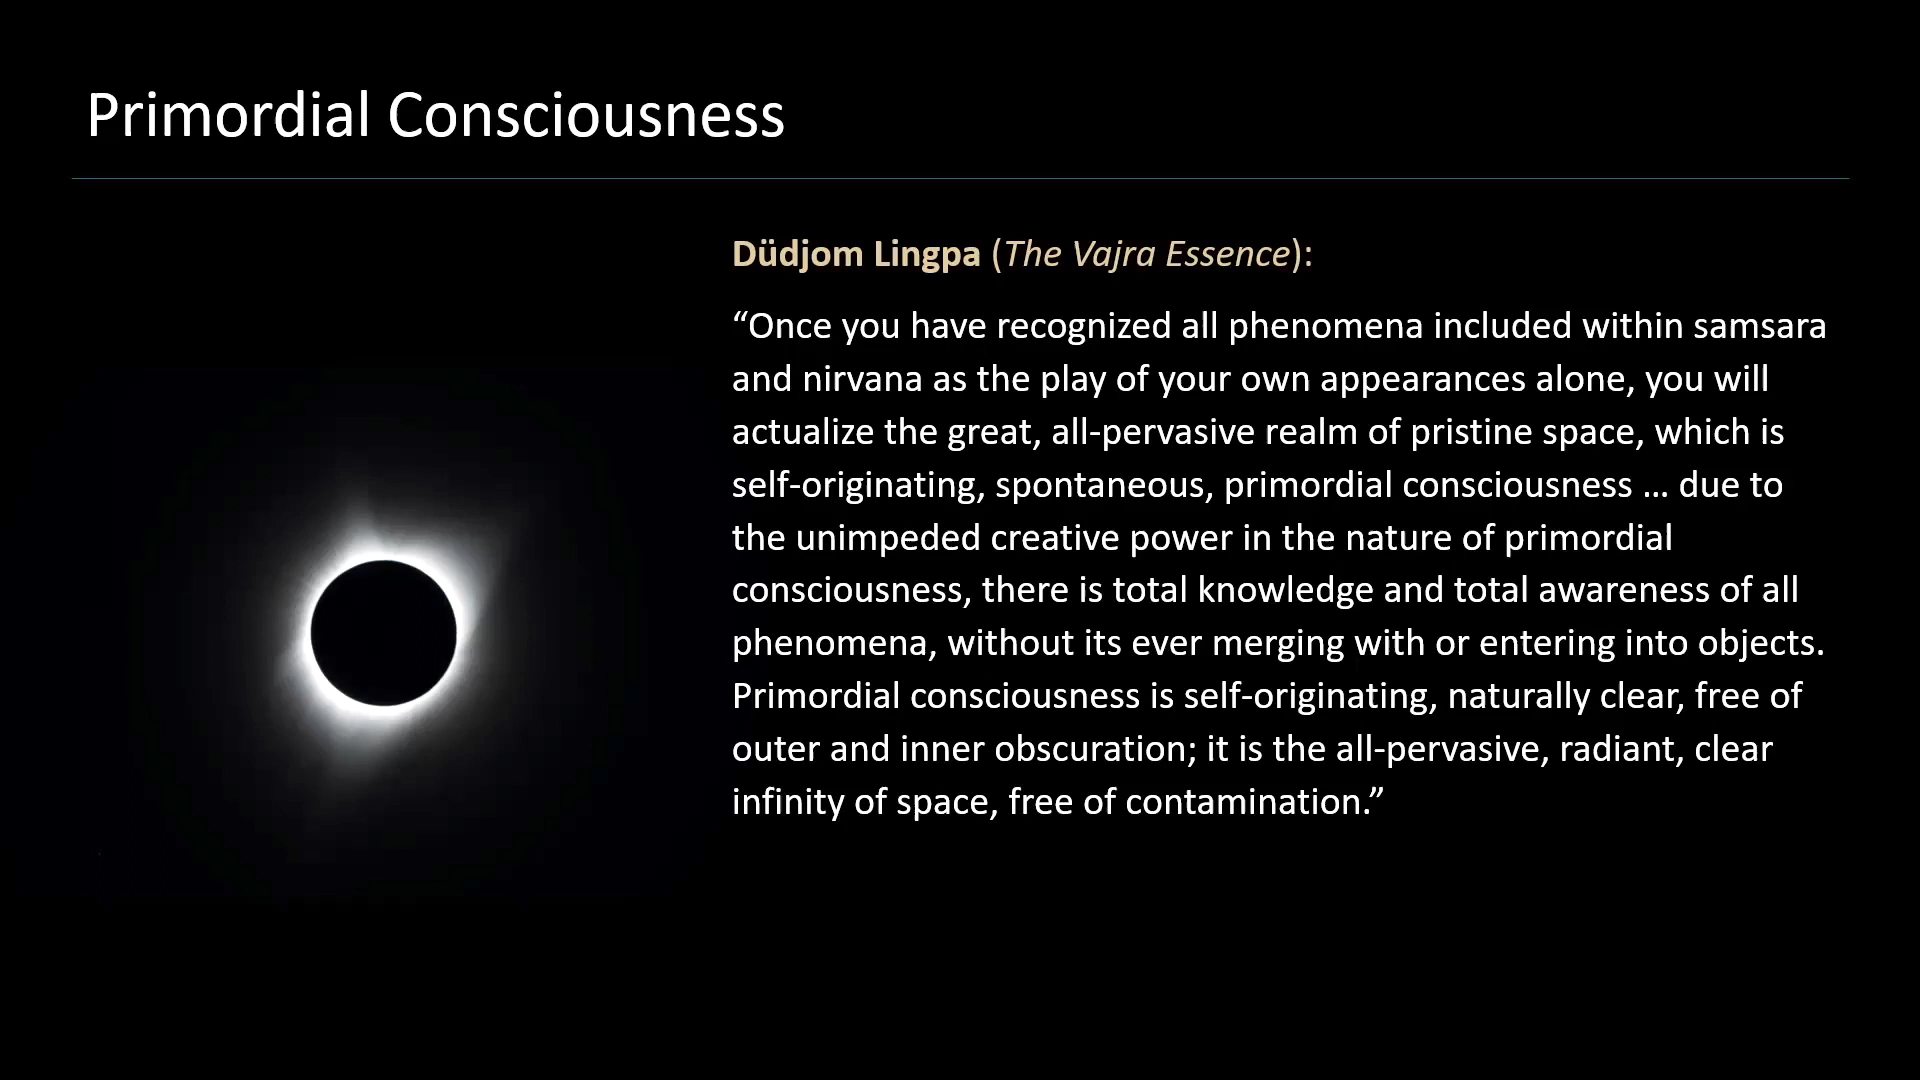 Primordial Consciousness
Düdjom Lingpa (The Vajra Essence):
“Once you have recognized all phenomena included within samsara
and nirvana as the play of your own appearances alone, you will
actualize the great, all-pervasive realm of pristine space, which is
self-originating, spontaneous, primordial consciousness … due to
the unimpeded creative power in the nature of primordial
consciousness, there is total knowledge and total awareness of all
phenomena, without its ever merging with or entering into objects.
Primordial consciousness is self-originating, naturally clear, free of
outer and inner obscuration; it is the all-pervasive, radiant, clear
infinity of space, free of contamination.”